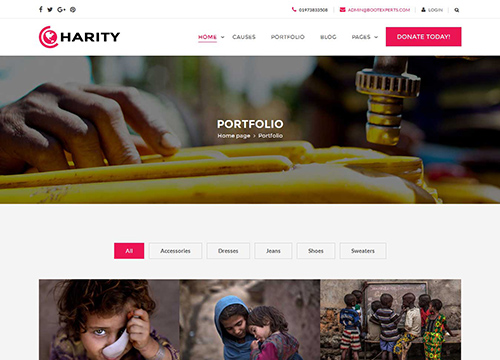 01973833508 ADMIN@BOOTEXPERTS.COM LOGIN
CHARITY
HOME CAUSES PORTFOLIO BLOG PAGES DONATE TODAY!
PORTFOLIO
Home page > Portfolio
All Accessories Dresses Jeans Shoes Sweaters